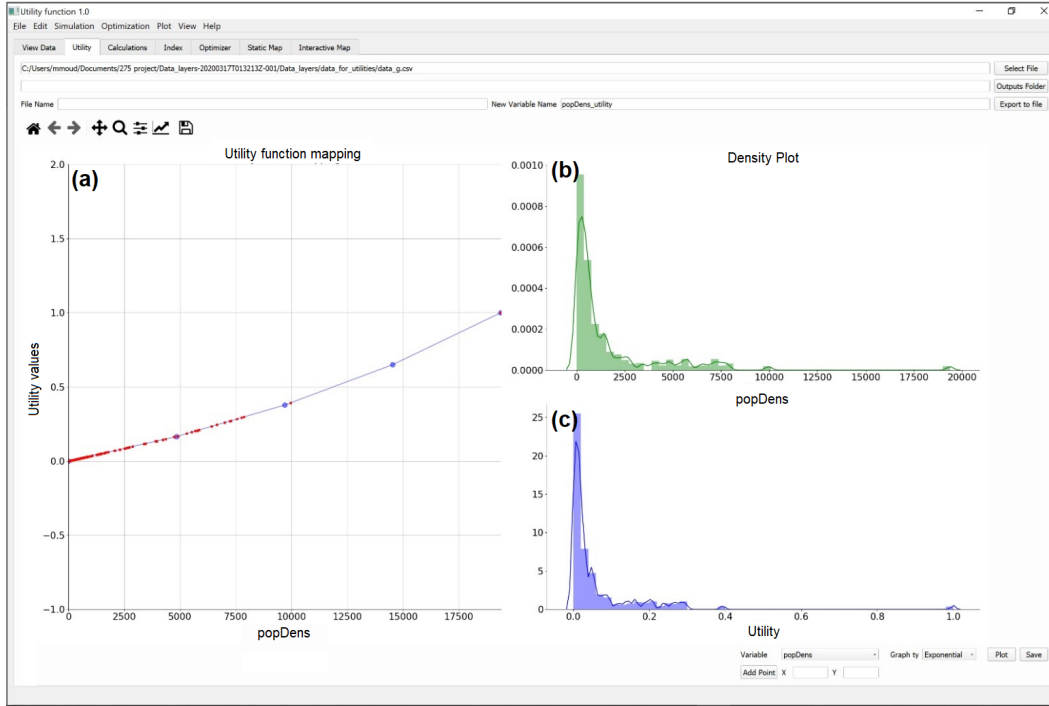 Utility function 1.0
File Edit Simulation Optimization Plot View Help
View Data Utility Calculations Index Optimizer Static Map Interactive Map
C:/Users/mmoud/Documents/275 project/Data_layers-20200317T013213Z-001/Data_layers/data_for_utilities/data_g.csv Select File
Outputs Folder
File Name New Variable Name popDens_utility Export to file
Utility function mapping
(a)
2.0
1.5
1.0
0.5
0.0
−0.5
−1.0
Utility values
0 2500 5000 7500 10000 12500 15000 17500
popDens
Density Plot
(b)
0.0010
0.0008
0.0006
0.0004
0.0002
0.0000
0 2500 5000 7500 10000 12500 15000 17500 20000
popDens
(c)
25
20
15
10
5
0
0.0 0.2 0.4 0.6 0.8 1.0
Utility
Variable popDens Graph ty Exponential Plot Save
Add Point X Y